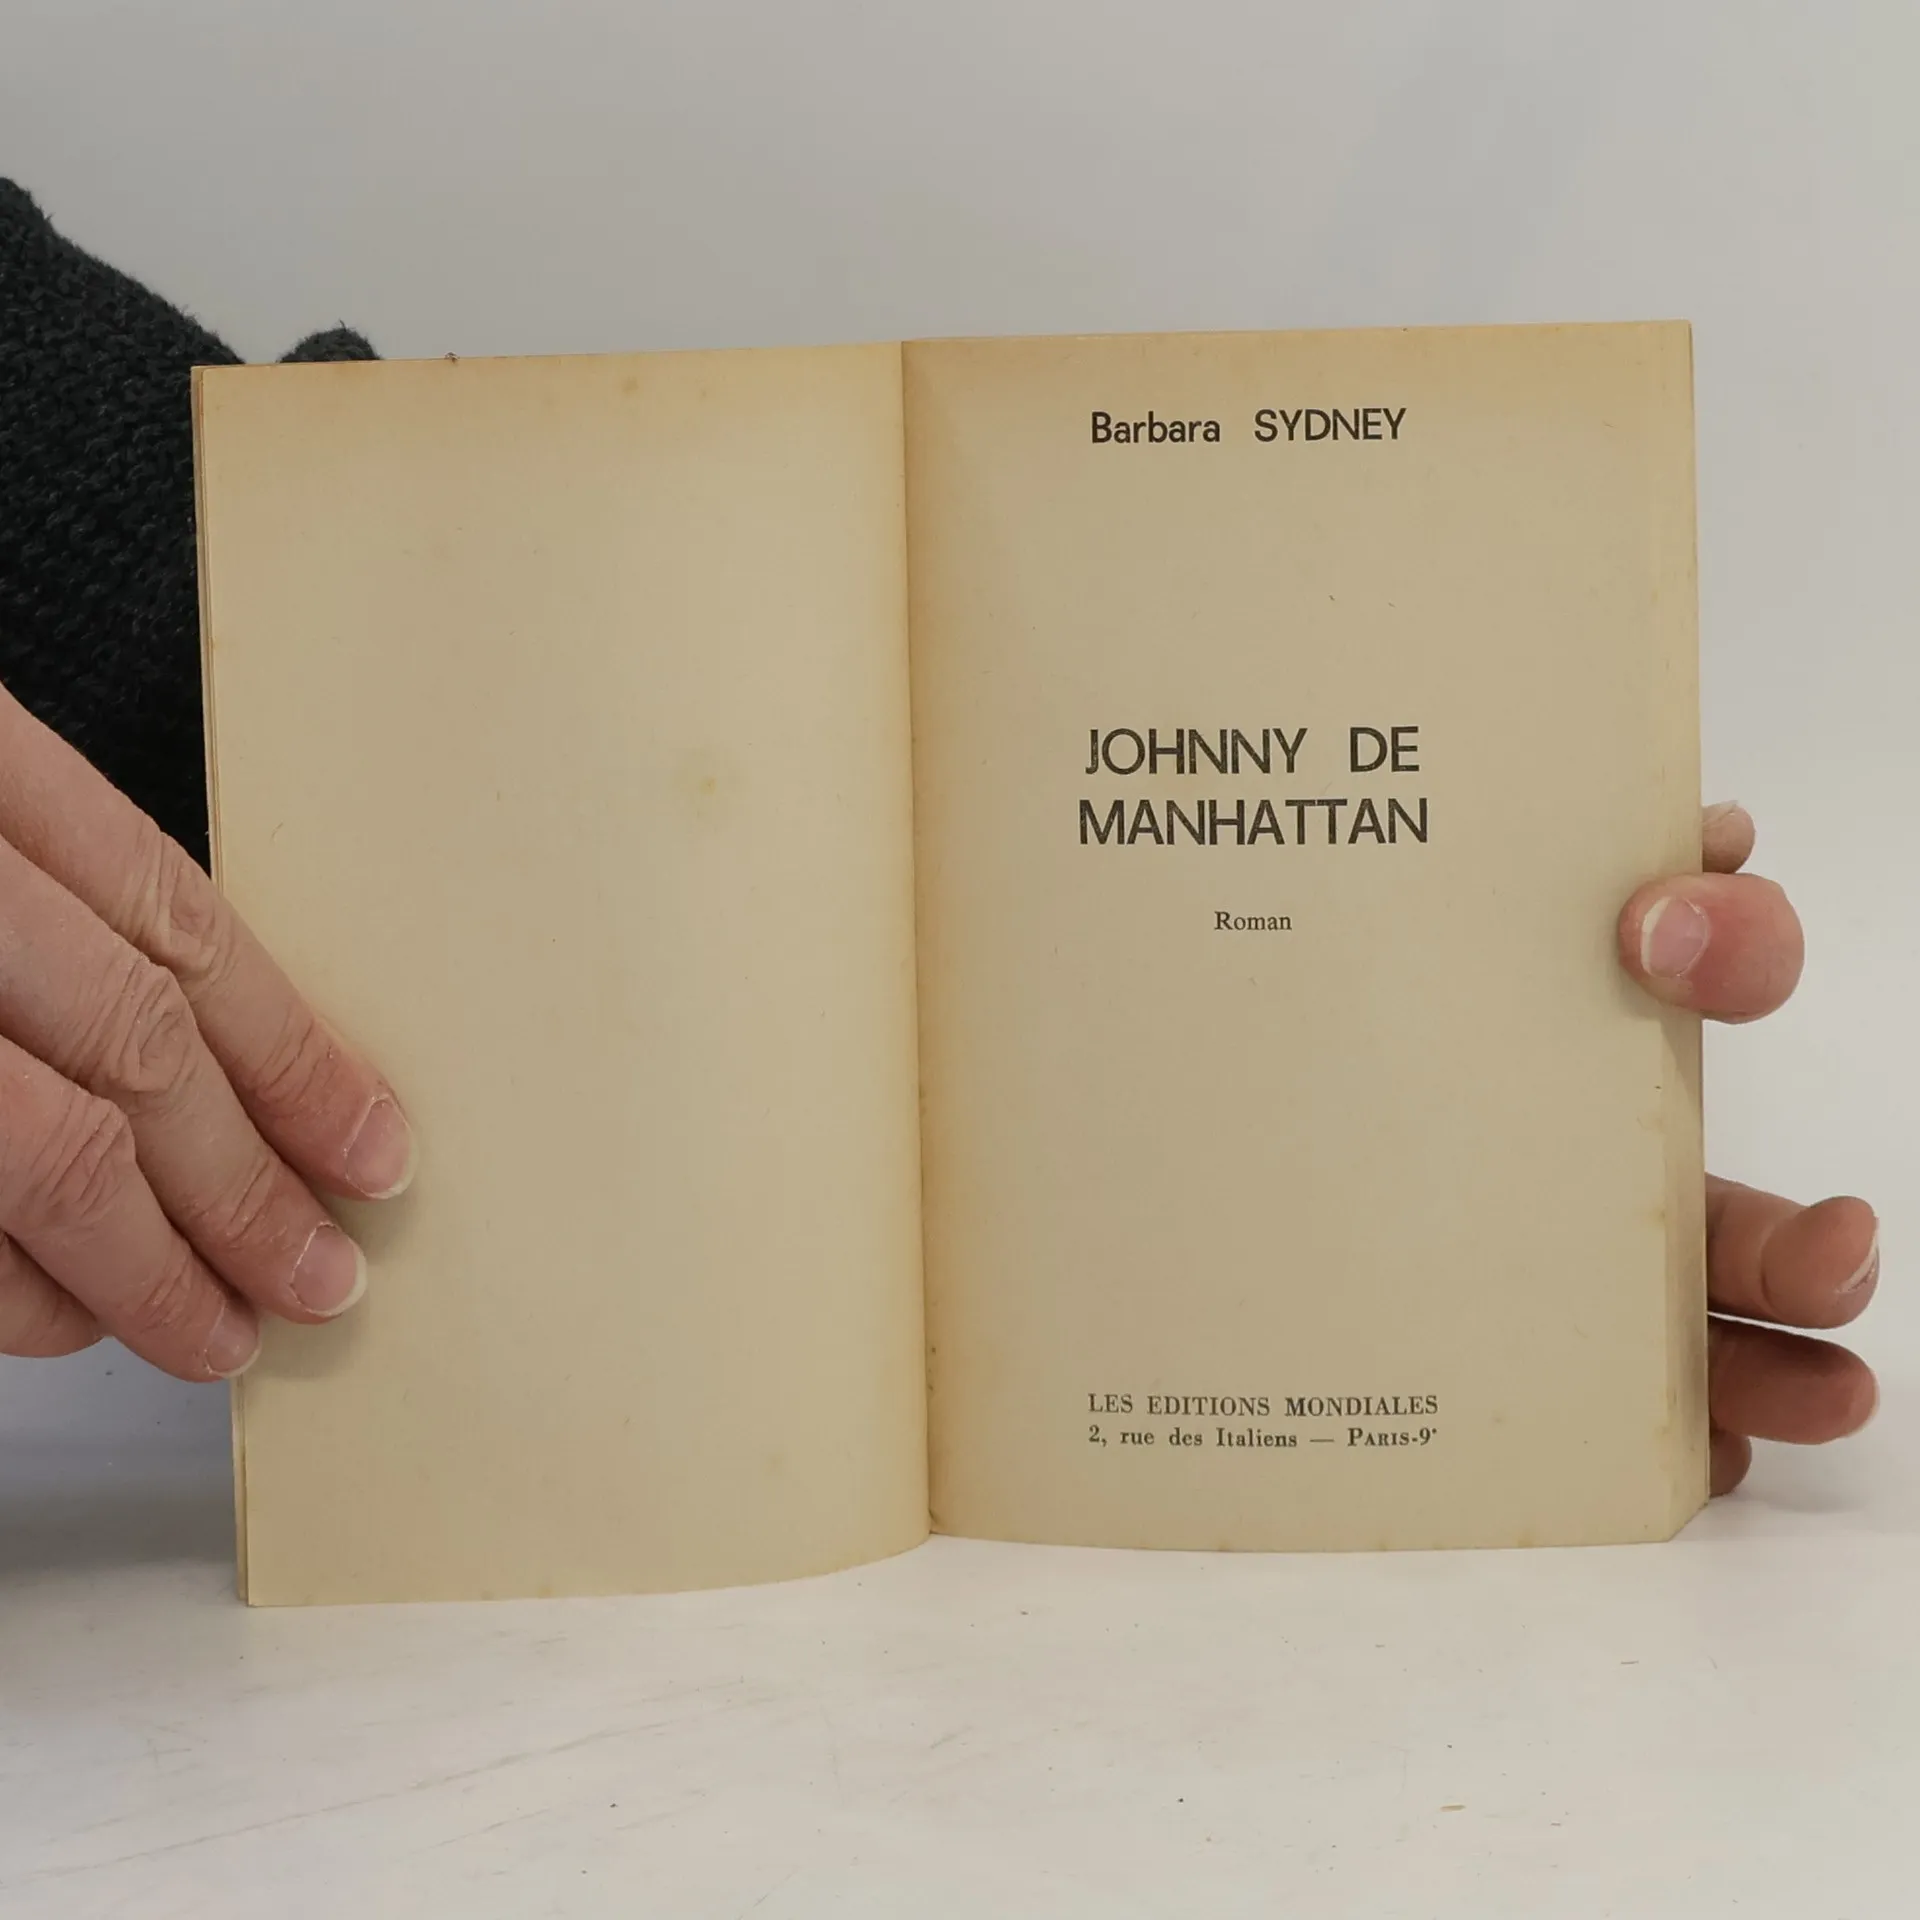 Barbara SYDNEY
JOHNNY DE
MANHATTAN
Roman
LES EDITIONS MONDIALES
2, rue des Italiens — PARIS-9ᵉ